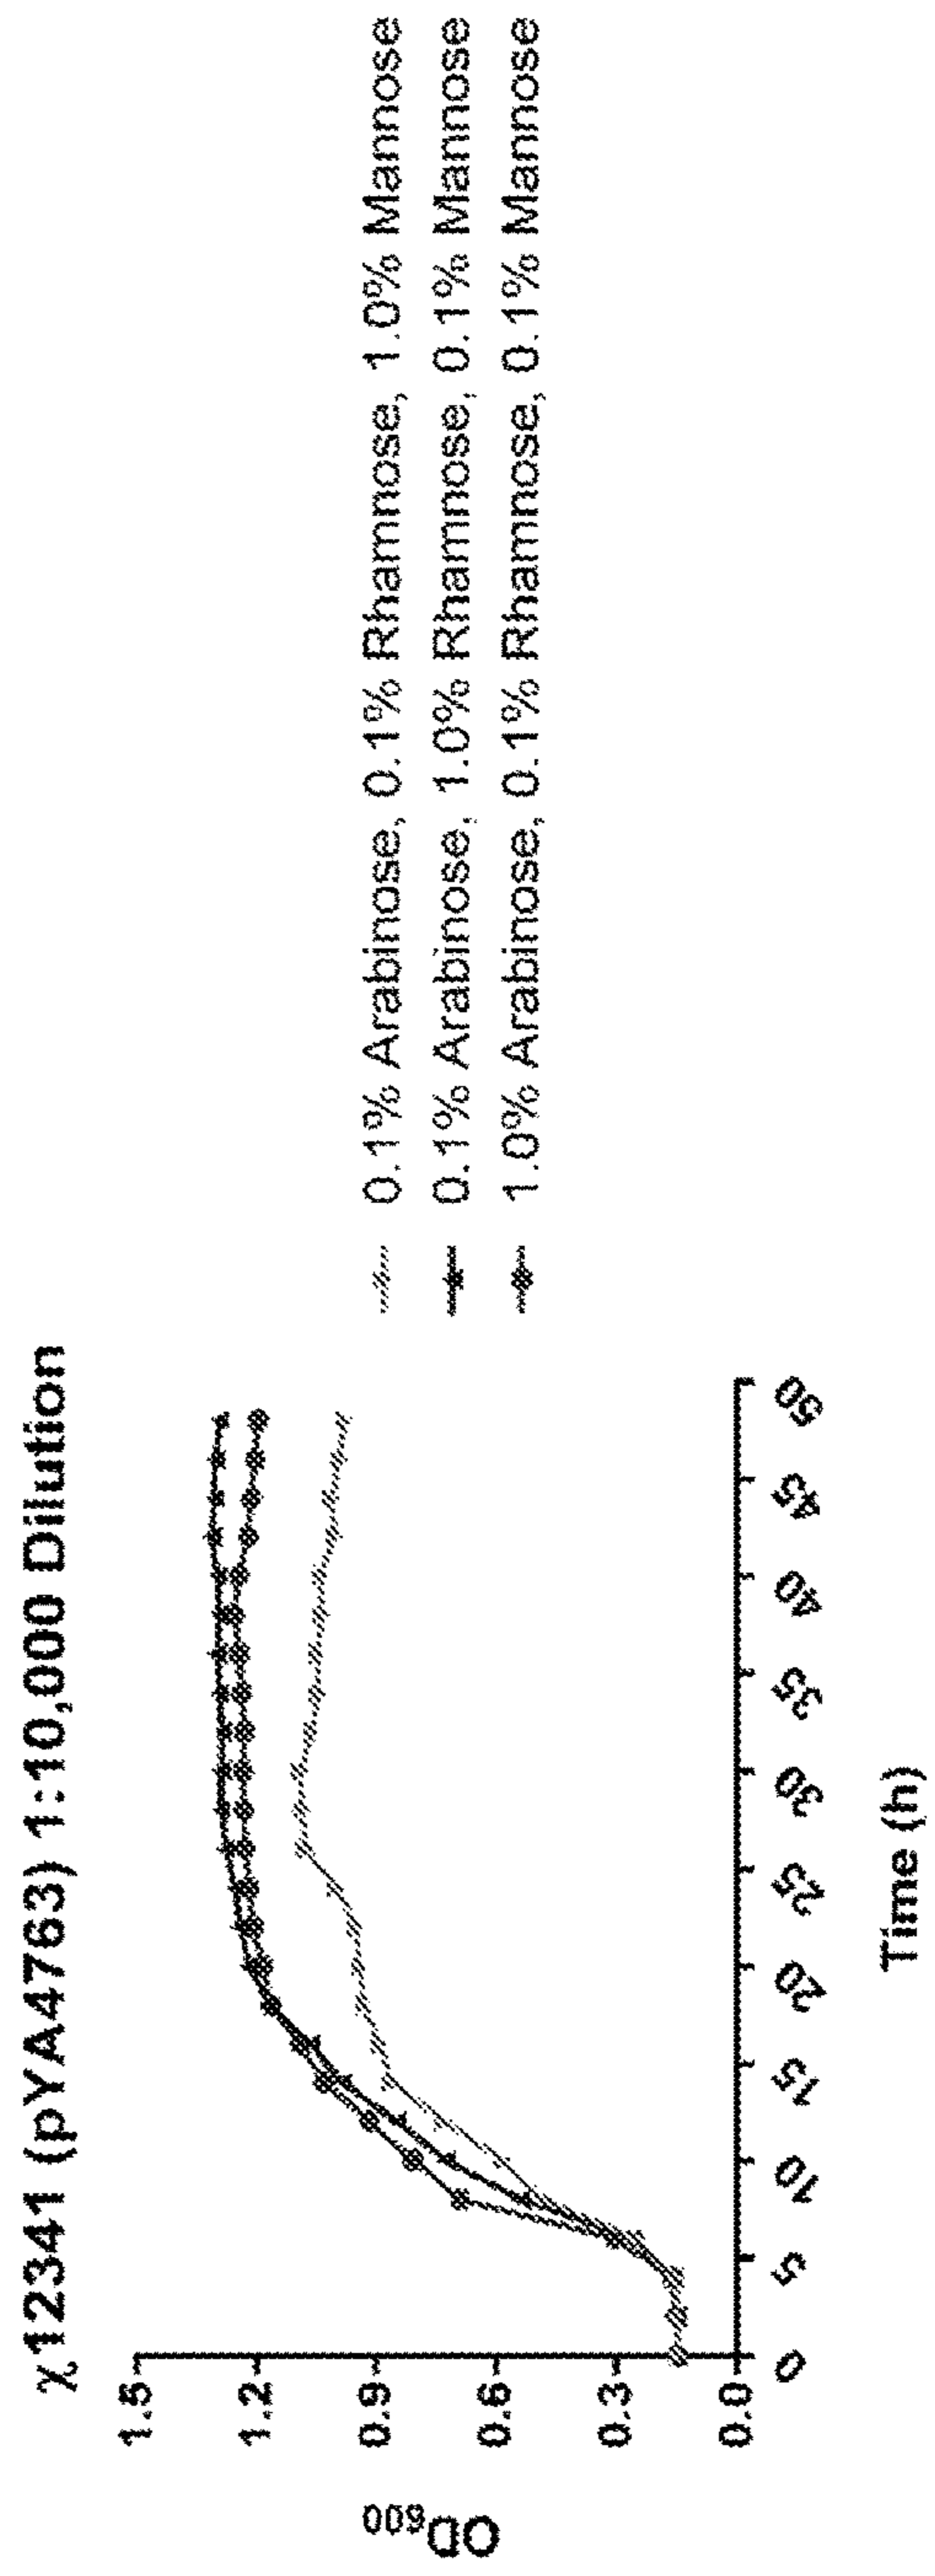 χ12341 (pYA4763) 1:10,000 Dilution
OD600
1.5
1.2
0.9
0.6
0.3
0.0
0 5 10 15 20 25 30 35 40 45 50
Time (h)
0.1% Arabinose, 0.1% Rhamnose, 1.0% Mannose
0.1% Arabinose, 1.0% Rhamnose, 0.1% Mannose
1.0% Arabinose, 0.1% Rhamnose, 0.1% Mannose